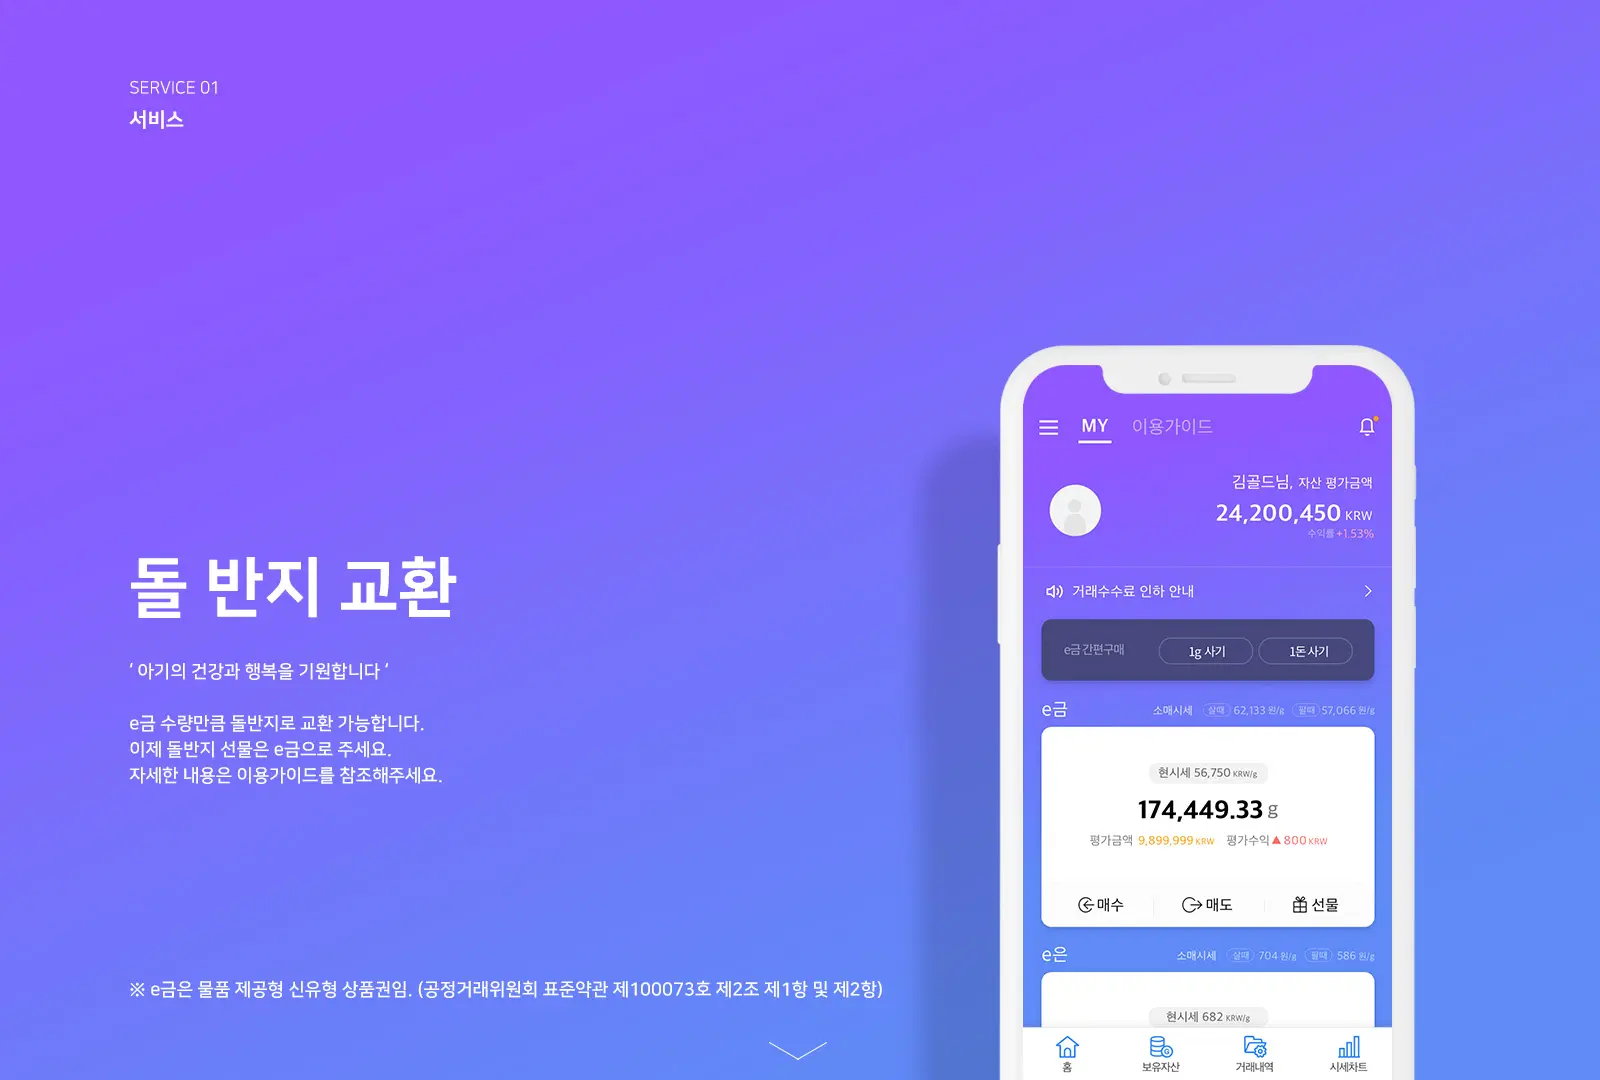 SERVICE 01
서비스
돌 반지 교환
‘ 아기의 건강과 행복을 기원합니다 ‘
e금 수량만큼 돌반지로 교환 가능합니다.
이제 돌반지 선물은 e금으로 주세요.
자세한 내용은 이용가이드를 참조해주세요.
※ e금은 물품 제공형 신유형 상품권임. (공정거래위원회 표준약관 제100073호 제2조 제1항 및 제2항)
MY 이용가이드
김골드님, 자산 평가금액
24,200,450 KRW
수익률 +1.53%
거래수수료 인하 안내
e금 간편구매 1g 사기 1돈 사기
e금 소매시세 살때 62,133 원/g 팔때 57,066 원/g
현시세 56,750 KRW/g
174,449.33 g
평가금액 9,899,999 KRW 평가수익 ▲ 800 KRW
매수 매도 선물
e은 소매시세 살때 704 원/g 팔때 586 원/g
현시세 682 KRW/g
홈 보유자산 거래내역 시세차트